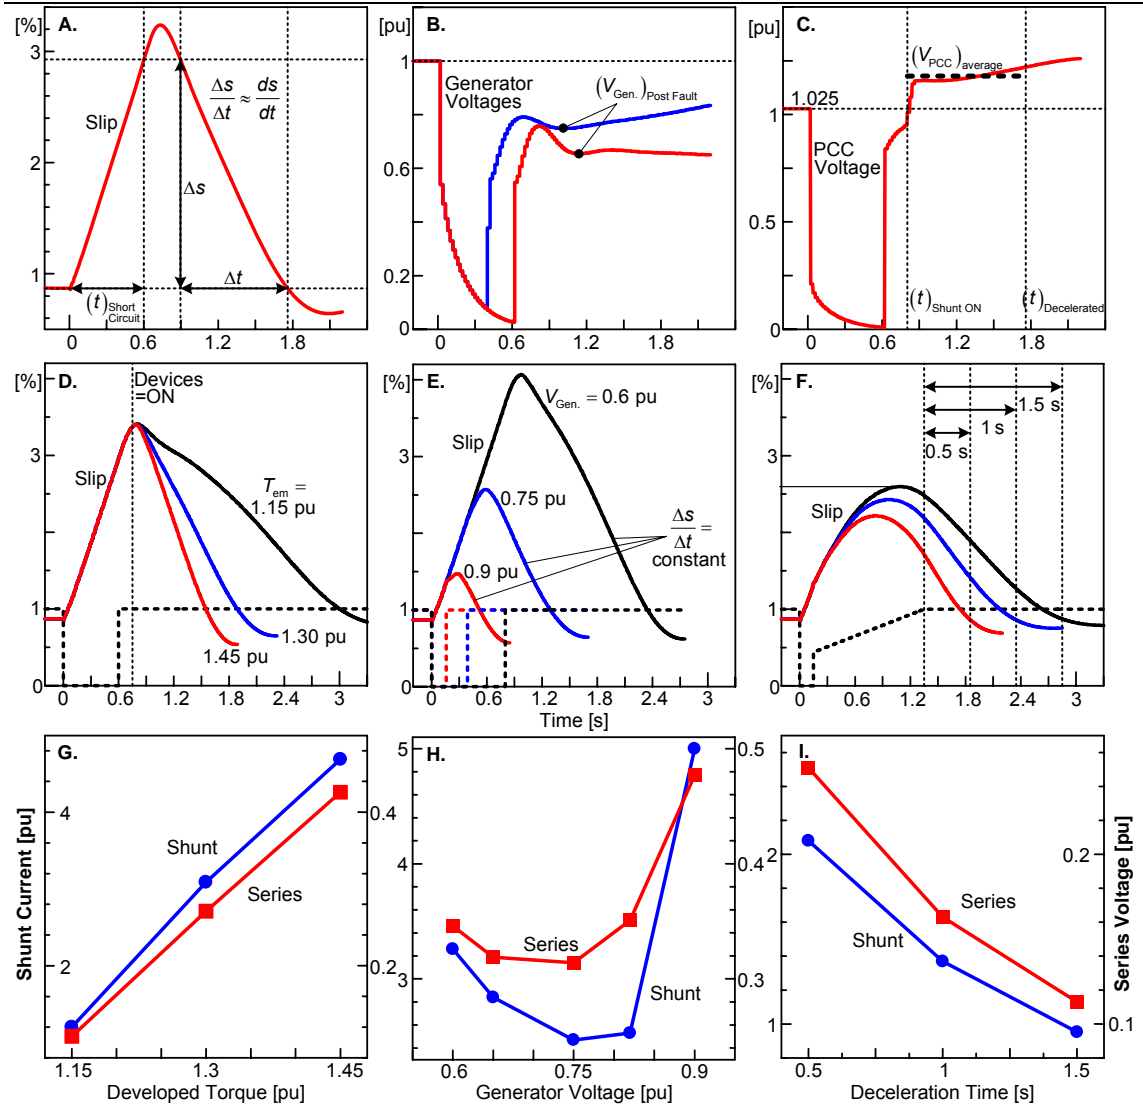 [%]
A.
3
2
1
0
0.6
1.2
1.8
Slip
Δs/Δt ≈ ds/dt
Δs
Δt
(t)Short Circuit
[pu]
B.
1
0.6
0.2
0
0
0.6
1.2
1.8
Generator
Voltages
(VGen.)Post Fault
[pu]
C.
1
0.5
0
0
0.6
1.2
1.8
(VPCC)average
1.025
PCC
Voltage
(t)Shunt ON
(t)Decelerated
[%]
D.
3
1
0
0
0.6
1.2
1.8
2.4
3
Devices
=ON
Slip
Tem =
1.15 pu
1.30 pu
1.45 pu
[%]
E.
3
1
0
0
0.6
1.2
1.8
2.4
3
VGen. = 0.6 pu
Slip
0.75 pu
0.9 pu
Δs/Δt =
constant
Time [s]
[%]
F.
3
1
0
0
0.6
1.2
1.8
2.4
3
1.5 s
1 s
0.5 s
Slip
G.
Shunt Current [pu]
4
2
0.4
0.2
Shunt
Series
1.15
1.3
1.45
Developed Torque [pu]
H.
5
4
3
0.5
0.4
0.3
Series
Shunt
0.6
0.75
0.9
Generator Voltage [pu]
I.
2
1
0.2
0.1
Series
Shunt
Series Voltage [pu]
0.5
1
1.5
Deceleration Time [s]